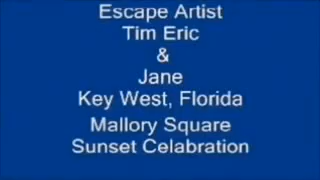 Escape Artist
Tim Eric
&
Jane
Key West, Florida
Mallory Square
Sunset Celabration